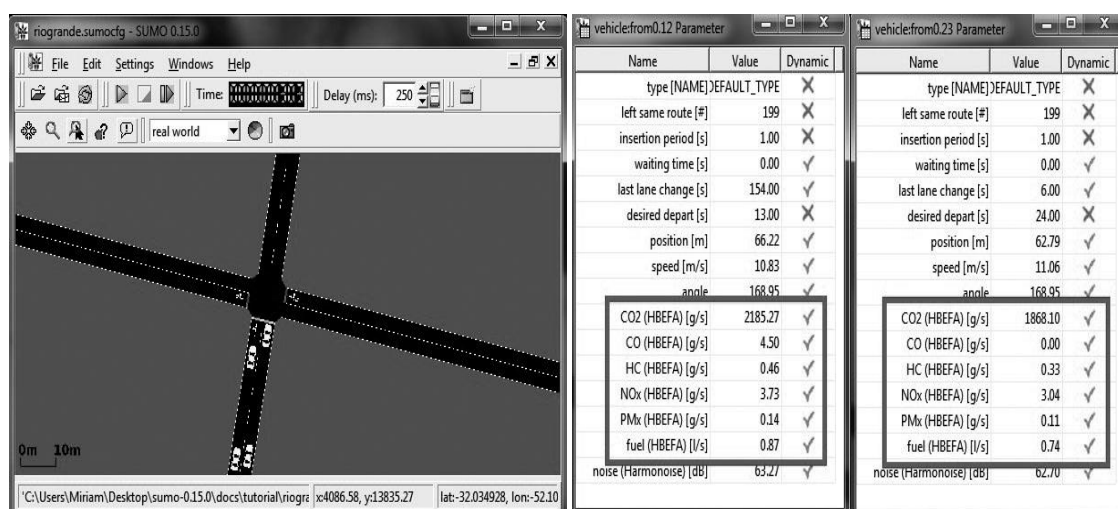 riogrande.sumocfg - SUMO 0.15.0
File Edit Settings Windows Help
Time: Delay (ms): 250
real world
0m 10m
'C:\Users\Miriam\Desktop\sumo-0.15.0\docs\tutorial\riogra x:4086.58, y:13835.27 lat:-32.034928, lon:-52.10
vehicle:from0.12 Parameter
Name Value Dynamic
type [NAME] DEFAULT_TYPE
left same route [#] 199
insertion period [s] 1.00
waiting time [s] 0.00
last lane change [s] 154.00
desired depart [s] 13.00
position [m] 66.22
speed [m/s] 10.83
angle 168.95
CO2 (HBEFA) [g/s] 2185.27
CO (HBEFA) [g/s] 4.50
HC (HBEFA) [g/s] 0.46
NOx (HBEFA) [g/s] 3.73
PMx (HBEFA) [g/s] 0.14
fuel (HBEFA) [l/s] 0.87
noise (Harmonoise) [dB] 63.27
vehicle:from0.23 Parameter
Name Value Dynamic
type [NAME] DEFAULT_TYPE
left same route [#] 199
insertion period [s] 1.00
waiting time [s] 0.00
last lane change [s] 6.00
desired depart [s] 24.00
position [m] 62.79
speed [m/s] 11.06
angle 168.95
CO2 (HBEFA) [g/s] 1868.10
CO (HBEFA) [g/s] 0.00
HC (HBEFA) [g/s] 0.33
NOx (HBEFA) [g/s] 3.04
PMx (HBEFA) [g/s] 0.11
fuel (HBEFA) [l/s] 0.74
noise (Harmonoise) [dB] 62.70